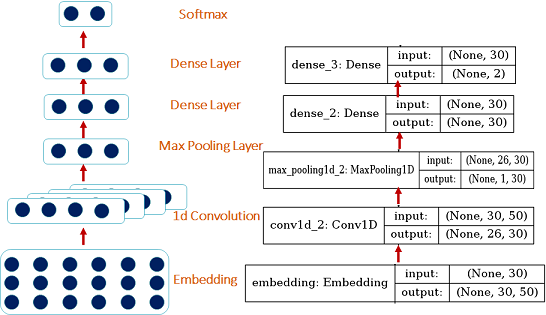 Softmax
Dense Layer
Dense Layer
Max Pooling Layer
1d Convolution
Embedding
dense_3: Dense
input: (None, 30)
output: (None, 2)
dense_2: Dense
input: (None, 30)
output: (None, 30)
max_pooling1d_2: MaxPooling1D
input: (None, 26, 30)
output: (None, 1, 30)
conv1d_2: Conv1D
input: (None, 30, 50)
output: (None, 26, 30)
embedding: Embedding
input: (None, 30)
output: (None, 30, 50)